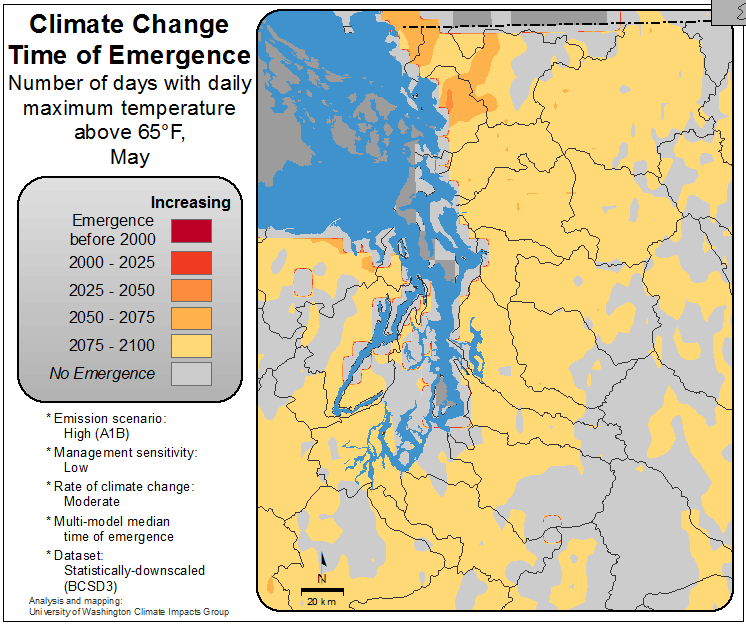 Climate Change
Time of Emergence
Number of days with daily
maximum temperature
above 65°F,
May
Increasing
Emergence
before 2000
2000 - 2025
2025 - 2050
2050 - 2075
2075 - 2100
No Emergence
* Emission scenario:
High (A1B)
* Management sensitivity:
Low
* Rate of climate change:
Moderate
* Multi-model median
time of emergence
* Dataset:
Statistically-downscaled
(BCSD3)
Analysis and mapping:
University of Washington Climate Impacts Group
N
20 km